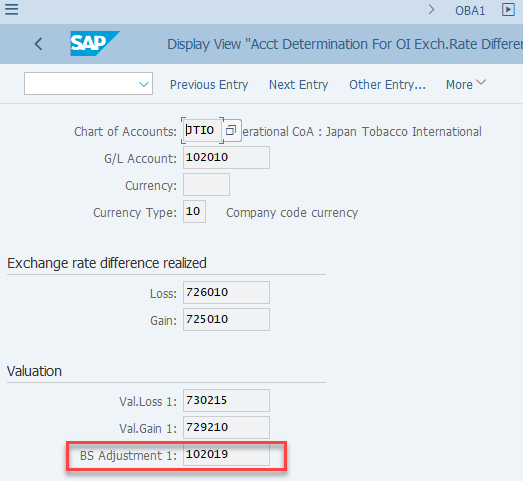 OBA1
SAP
Display View "Acct Determination For OI Exch.Rate Differe
Previous Entry Next Entry Other Entry... More
Chart of Accounts: JTIO erational CoA : Japan Tobacco International
G/L Account: 102010
Currency:
Currency Type: 10 Company code currency
Exchange rate difference realized
Loss: 726010
Gain: 725010
Valuation
Val.Loss 1: 730215
Val.Gain 1: 729210
BS Adjustment 1: 102019